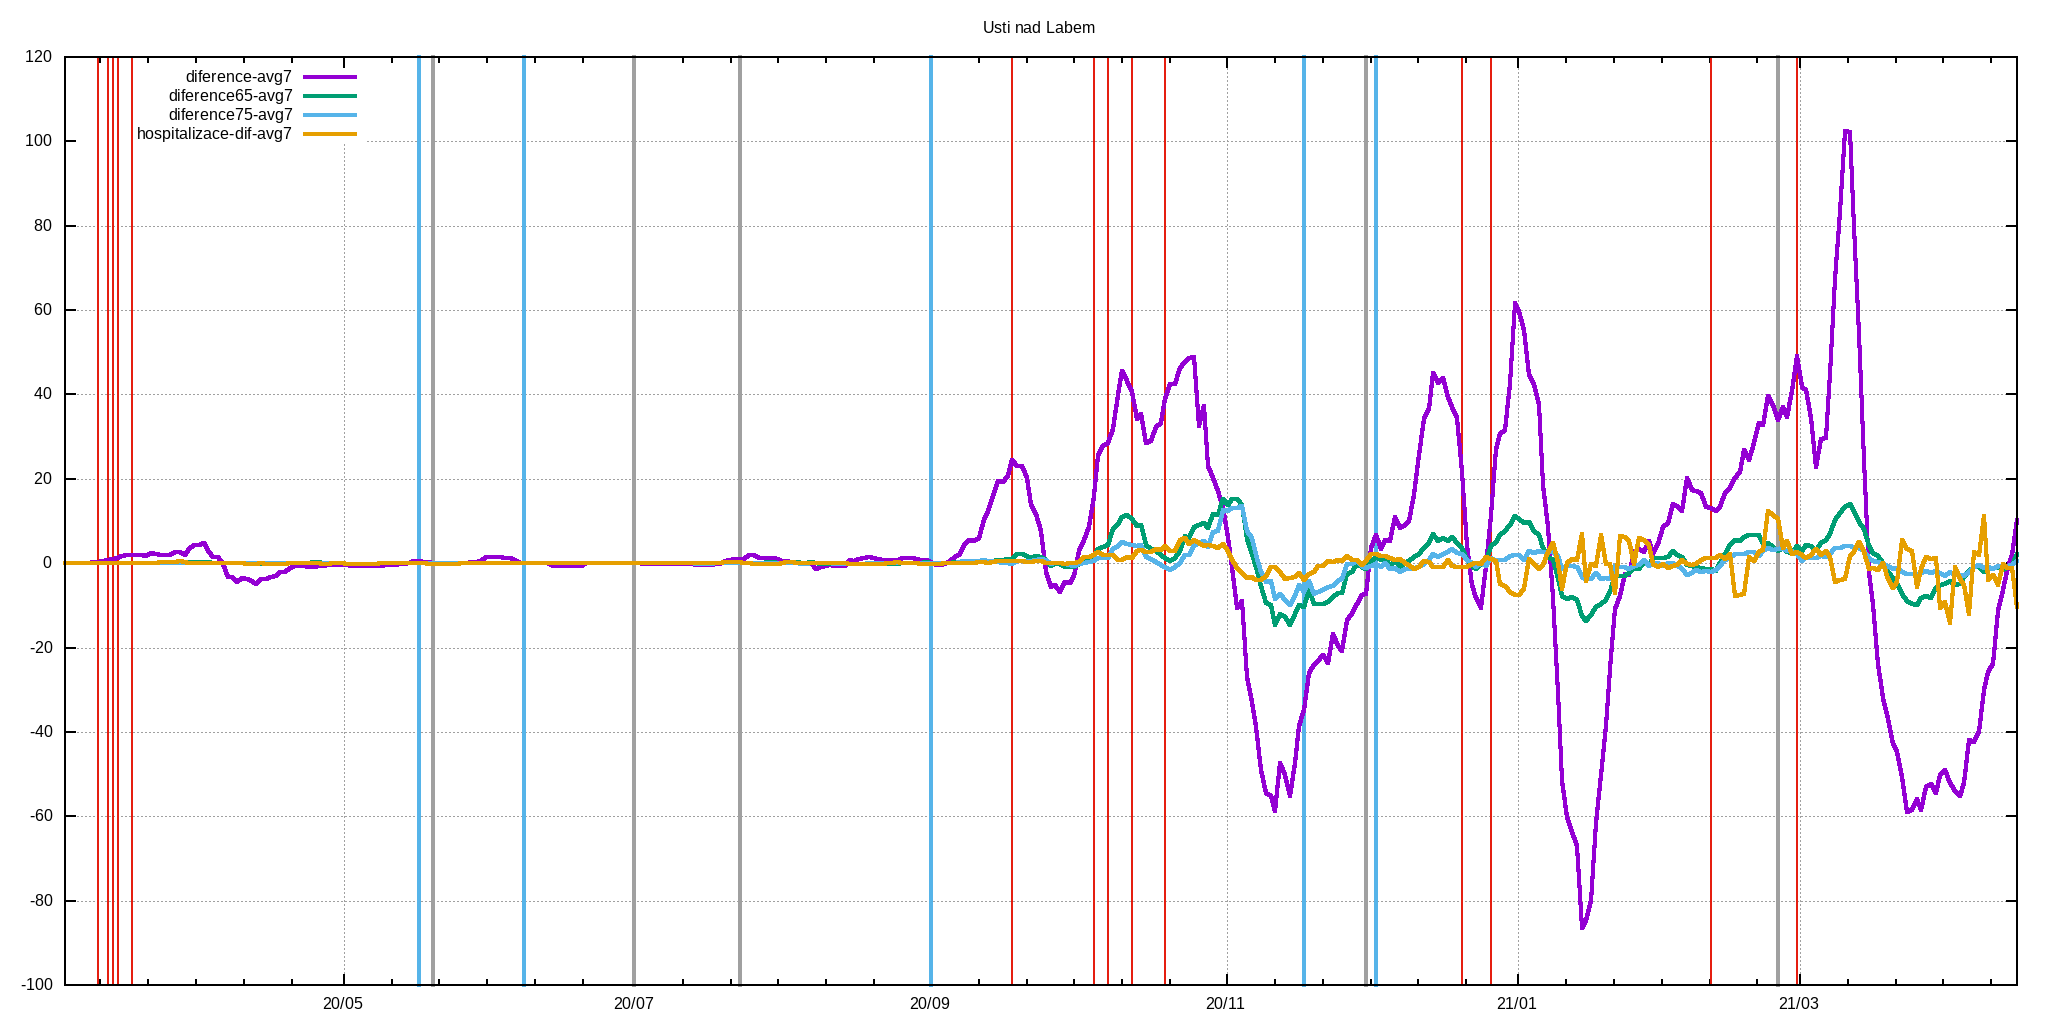 Usti nad Labem
120
100
80
60
40
20
0
-20
-40
-60
-80
-100
diference-avg7
diference65-avg7
diference75-avg7
hospitalizace-dif-avg7
20/05 20/07 20/09 20/11 21/01 21/03